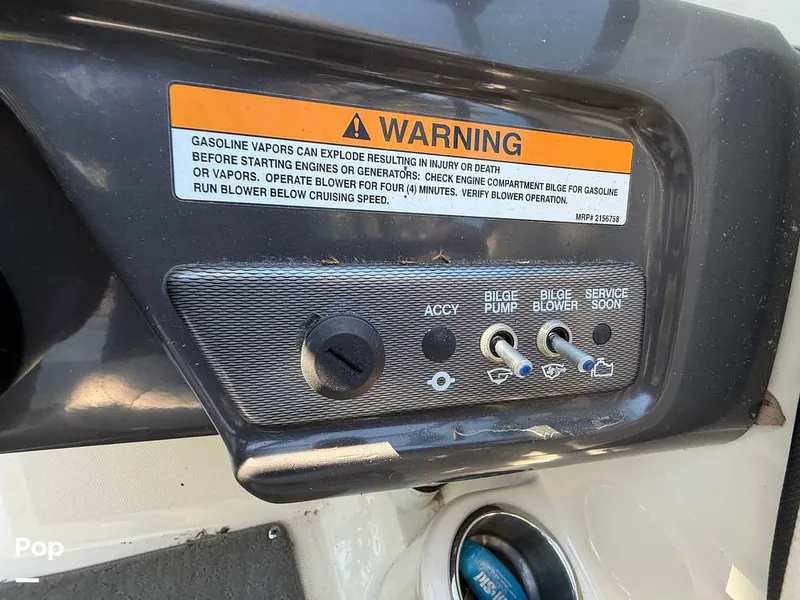 WARNING
GASOLINE VAPORS CAN EXPLODE RESULTING IN INJURY OR DEATH
BEFORE STARTING ENGINES OR GENERATORS: CHECK ENGINE COMPARTMENT BILGE FOR GASOLINE
OR VAPORS. OPERATE BLOWER FOR FOUR (4) MINUTES. VERIFY BLOWER OPERATION.
RUN BLOWER BELOW CRUISING SPEED.
MRP# 2156758
ACCY
BILGE
PUMP
BILGE
BLOWER
SERVICE
SOON
Pop